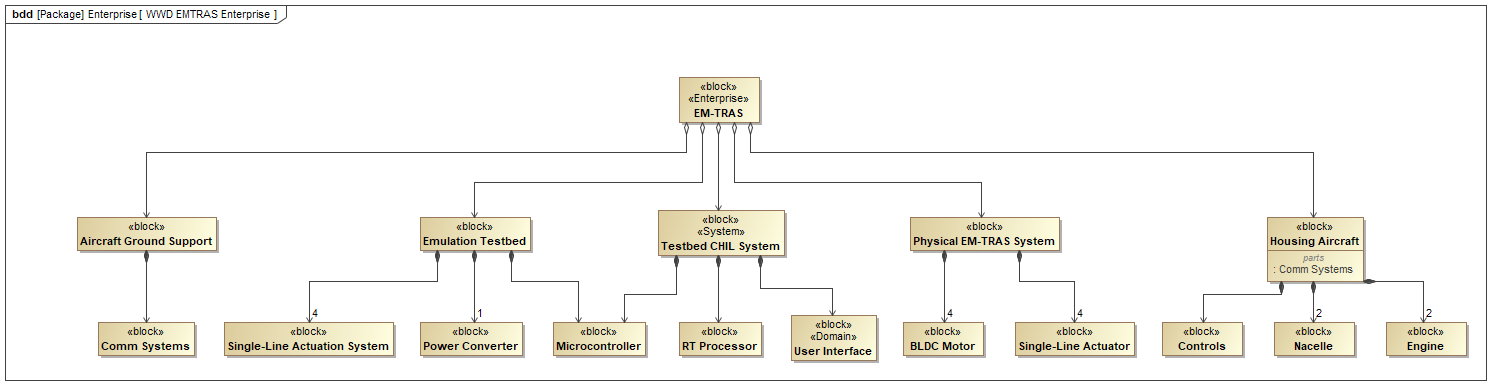 bdd [Package] Enterprise [ WWD EMTRAS Enterprise ]
«block»
«Enterprise»
EM-TRAS
«block»
Aircraft Ground Support
«block»
Emulation Testbed
«block»
«System»
Testbed CHIL System
«block»
Physical EM-TRAS System
«block»
Housing Aircraft
parts
: Comm Systems
«block»
Comm Systems
4
«block»
Single-Line Actuation System
1
«block»
Power Converter
«block»
Microcontroller
«block»
RT Processor
«block»
«Domain»
User Interface
4
«block»
BLDC Motor
4
«block»
Single-Line Actuator
«block»
Controls
2
«block»
Nacelle
2
«block»
Engine